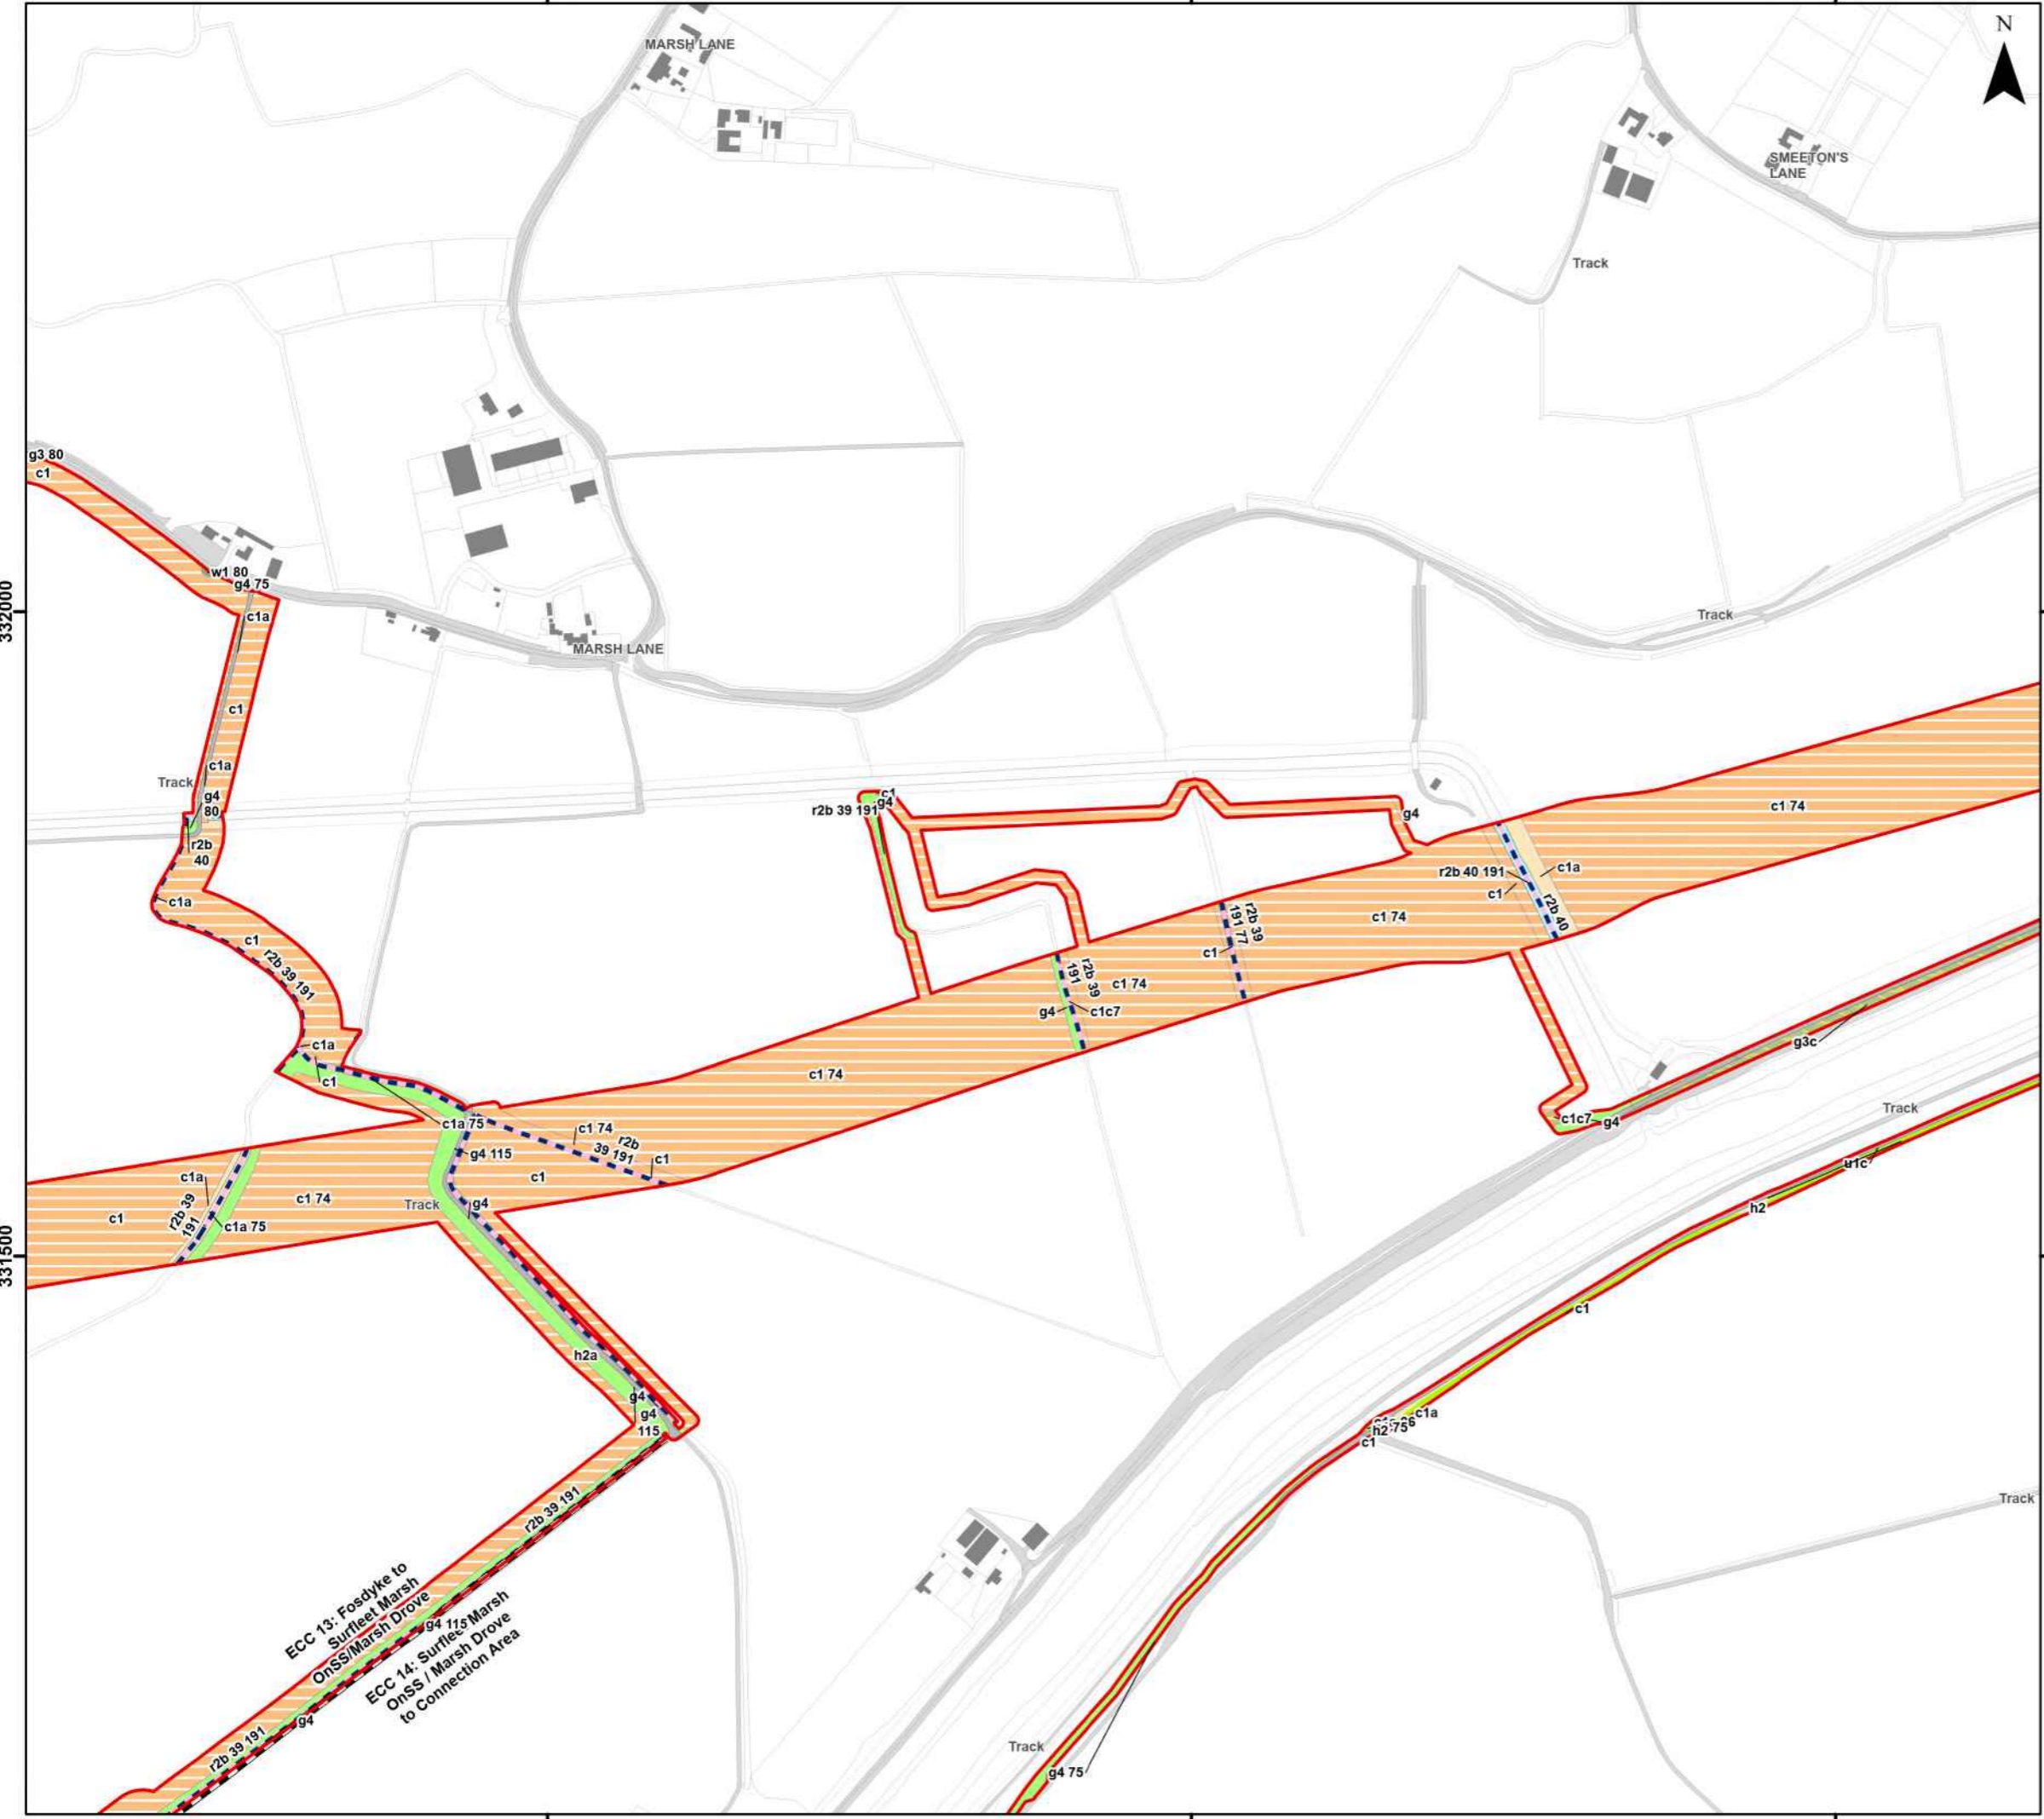 N
MARSH LANE
SMEETON'S
LANE
Track
g3 80
c1
w1 80
g4 75
332000
c1a
Track
MARSH LANE
c1
c1a
Track
g4
80
c1
g4
r2b 39 191
g4
c1 74
r2b
40
r2b 40 191
c1a
c1
r2b 40
c1a
c1 74
r2b 39
191 77
c1
c1
r2b 39 191
r2b 39
191
c1 74
g4
c1c7
g3c
c1a
c1
c1 74
Track
c1c7
g4
c1a 75
c1 74
r2b
39 191
c1
g4 115
u1c
c1a
c1 74
c1
Track
g4
h2
r2b 39
191
c1
c1a 75
331500
c1
h2a
g4
g4
115
c1a
h2 75
c1
r2b 39 191
Track
ECC 13: Fosdyke to
Surfleet Marsh
OnSS/Marsh Drove
g4 115
ECC 14: Surfleet Marsh
OnSS / Marsh Drove
to Connection Area
g4
r2b 39 191
Track
g4 75